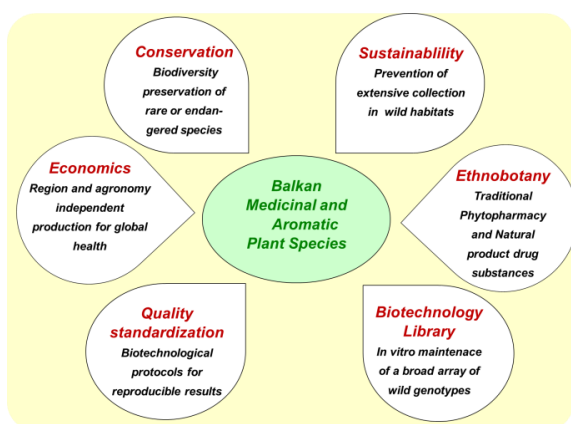 Conservation
Biodiversity
preservation of
rare or endan-
gered species
Sustainablility
Prevention of
extensive collection
in wild habitats
Economics
Region and agronomy
independent
production for global
health
Balkan
Medicinal and
Aromatic
Plant Species
Ethnobotany
Traditional
Phytopharmacy
and Natural
product drug
substances
Quality
standardization
Biotechnological
protocols for
reproducible results
Biotechnology
Library
In vitro maintenace
of a broad array of
wild genotypes